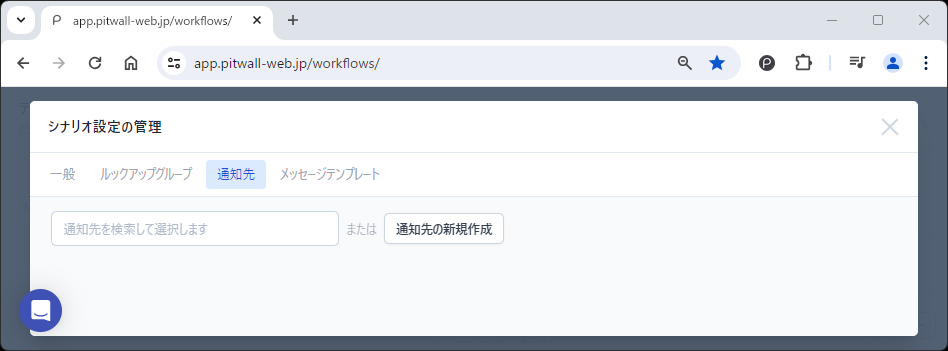 app.pitwall-web.jp/workflows/
app.pitwall-web.jp/workflows/
シナリオ設定の管理
一般 ルックアップグループ 通知先 メッセージテンプレート
通知先を検索して選択します または 通知先の新規作成